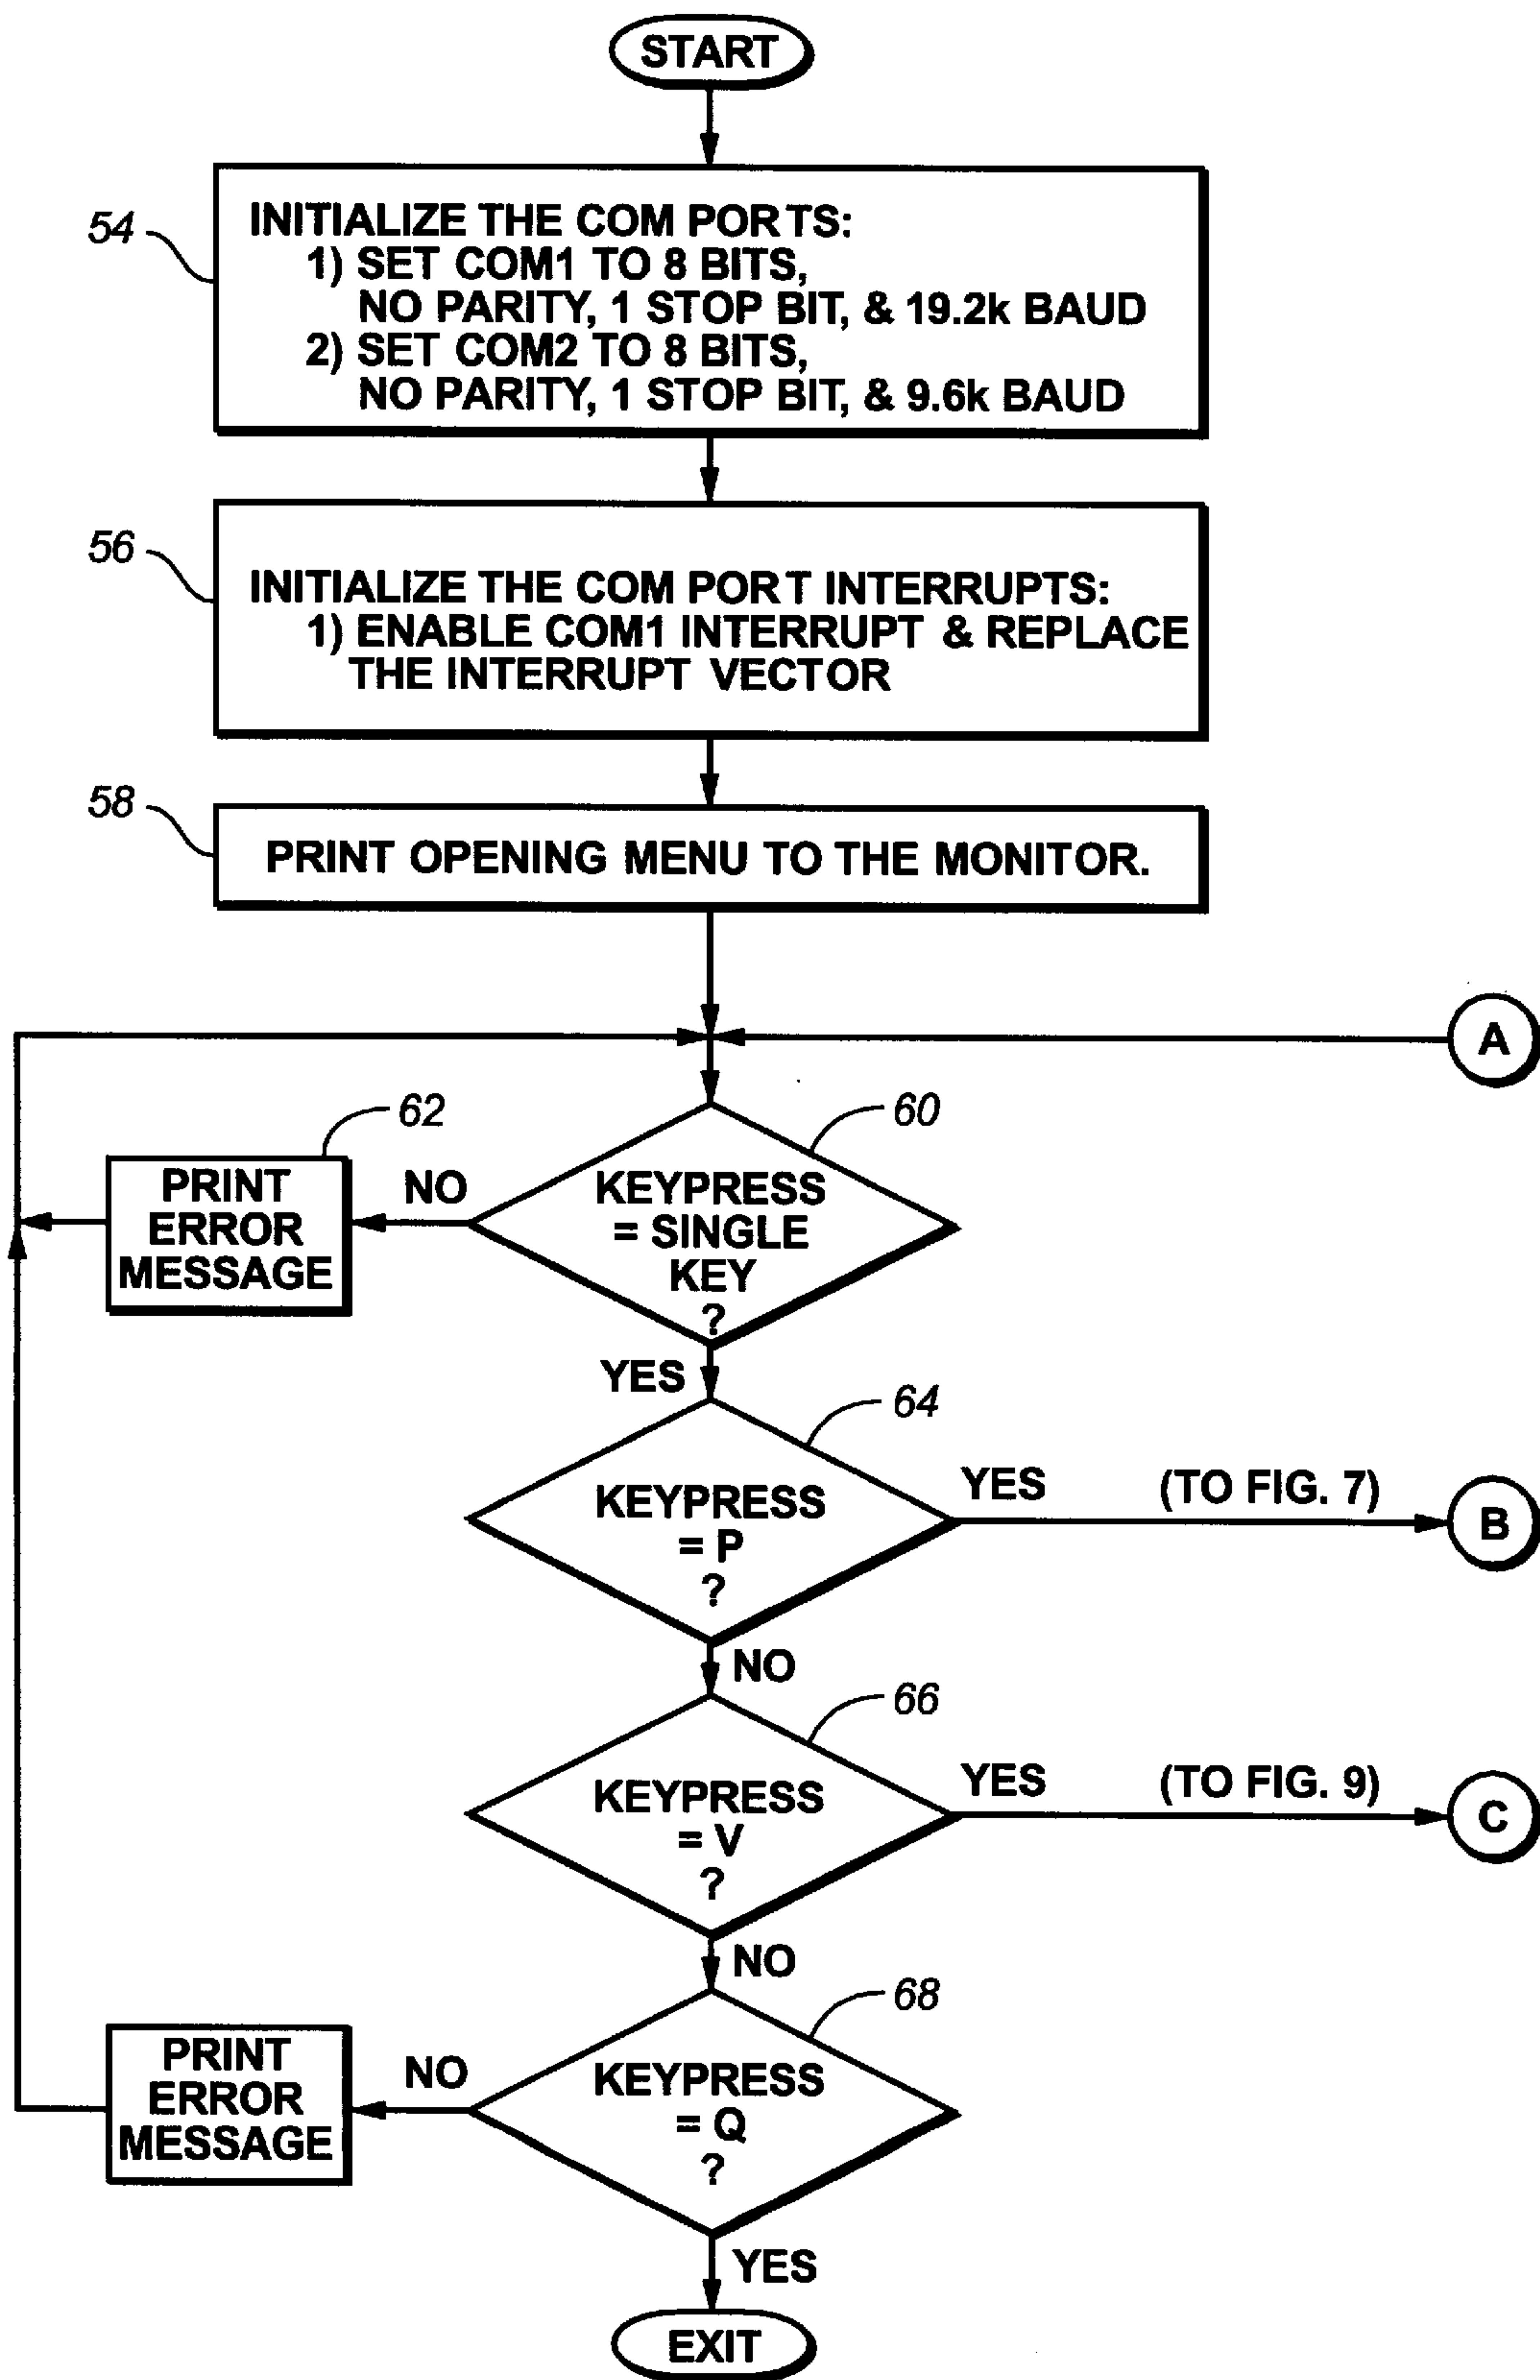 START
54
INITIALIZE THE COM PORTS:
1) SET COM1 TO 8 BITS,
NO PARITY, 1 STOP BIT, & 19.2k BAUD
2) SET COM2 TO 8 BITS,
NO PARITY, 1 STOP BIT, & 9.6k BAUD
56
INITIALIZE THE COM PORT INTERRUPTS:
1) ENABLE COM1 INTERRUPT & REPLACE
THE INTERRUPT VECTOR
58
PRINT OPENING MENU TO THE MONITOR.
A
62
60
PRINT
ERROR
MESSAGE
NO
KEYPRESS
= SINGLE
KEY
?
YES
64
KEYPRESS
= P
?
YES
(TO FIG. 7)
B
NO
66
KEYPRESS
= V
?
YES
(TO FIG. 9)
C
NO
68
PRINT
ERROR
MESSAGE
NO
KEYPRESS
= Q
?
YES
EXIT